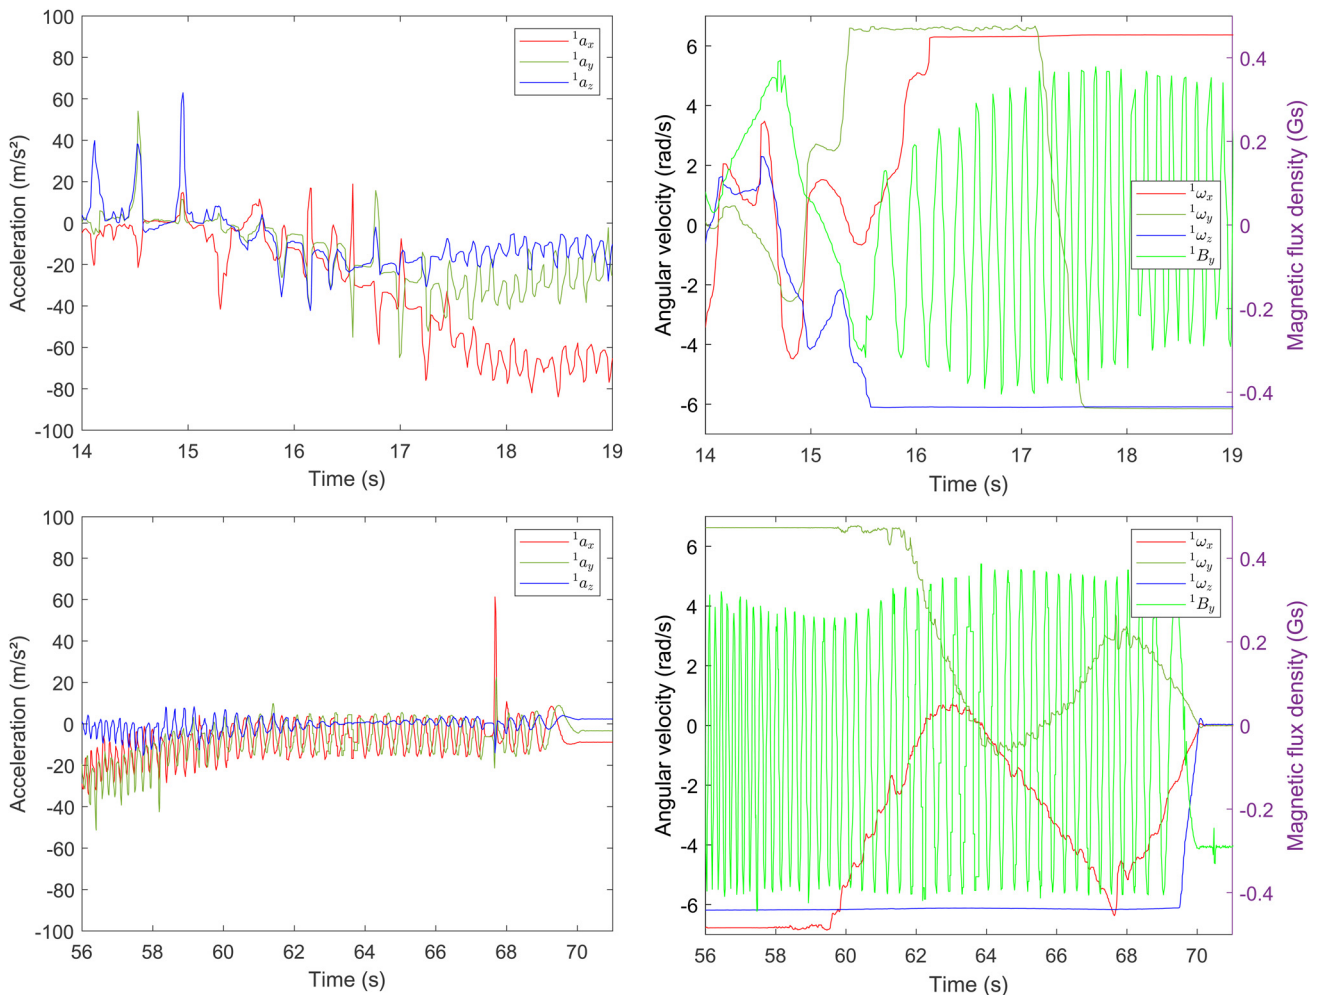 100
80
60
40
20
0
-20
-40
-60
-80
-100
14 15 16 17 18 19
Time (s)
Acceleration (m/s²)
¹aₓ
¹a_y
¹a_z
6
4
2
0
-2
-4
-6
14 15 16 17 18 19
Time (s)
Angular velocity (rad/s)
0.4
0.2
0
-0.2
-0.4
Magnetic flux density (Gs)
¹ωₓ
¹ω_y
¹ω_z
¹B_y
100
80
60
40
20
0
-20
-40
-60
-80
-100
56 58 60 62 64 66 68 70
Time (s)
Acceleration (m/s²)
¹aₓ
¹a_y
¹a_z
6
4
2
0
-2
-4
-6
56 58 60 62 64 66 68 70
Time (s)
Angular velocity (rad/s)
0.4
0.2
0
-0.2
-0.4
Magnetic flux density (Gs)
¹ωₓ
¹ω_y
¹ω_z
¹B_y